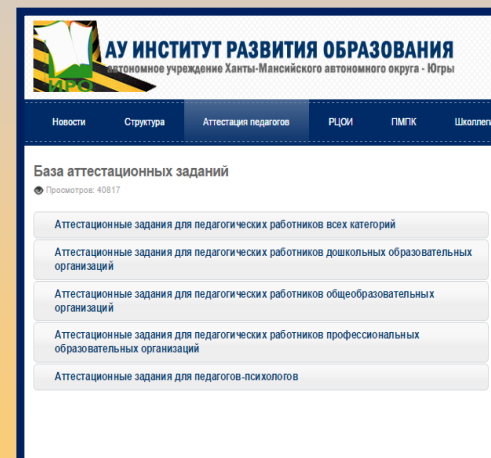 АУ ИНСТИТУТ РАЗВИТИЯ ОБРАЗОВАНИЯ
автономное учреждение Ханты-Мансийского автономного округа - Югры
ИРО
Новости Структура Аттестация педагогов РЦОИ ПМПК
База аттестационных заданий
Просмотров: 40817
Аттестационные задания для педагогических работников всех категорий
Аттестационные задания для педагогических работников дошкольных образовательных
организаций
Аттестационные задания для педагогических работников общеобразовательных
организаций
Аттестационные задания для педагогических работников профессиональных
образовательных организаций
Аттестационные задания для педагогов-психологов